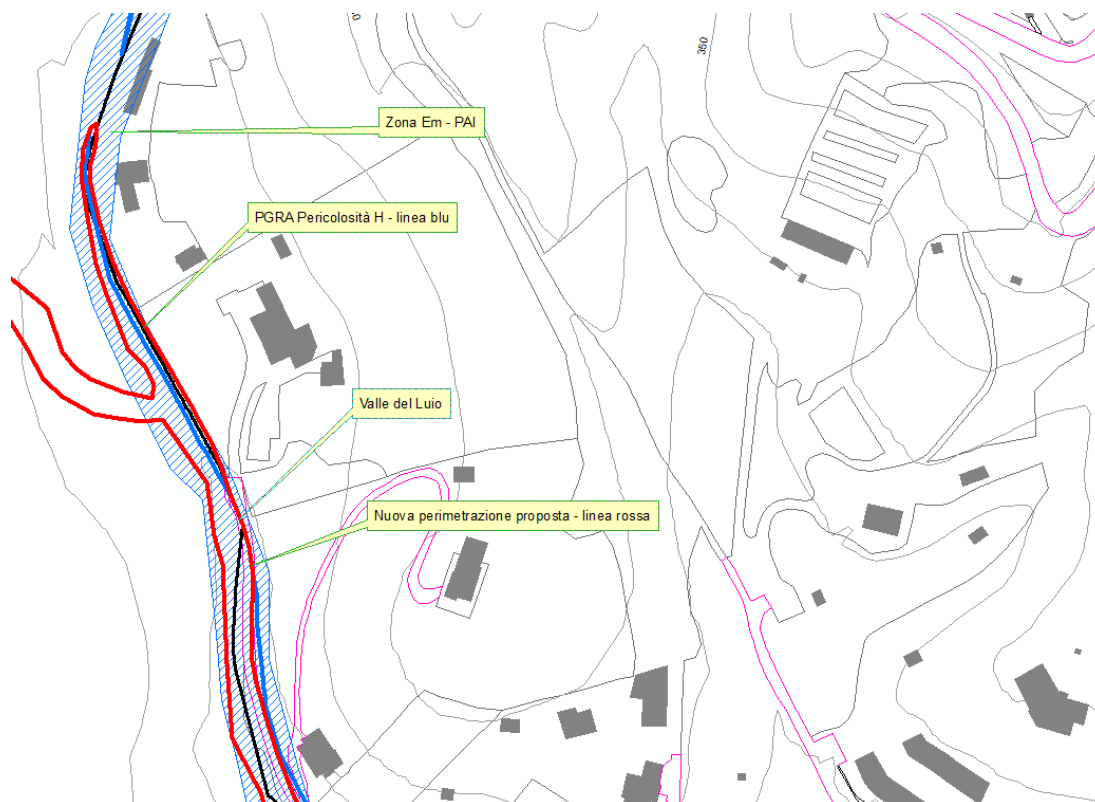 350
Zona Em - PAI
PGRA Pericolosità H - linea blu
Valle del Luio
Nuova perimetrazione proposta - linea rossa